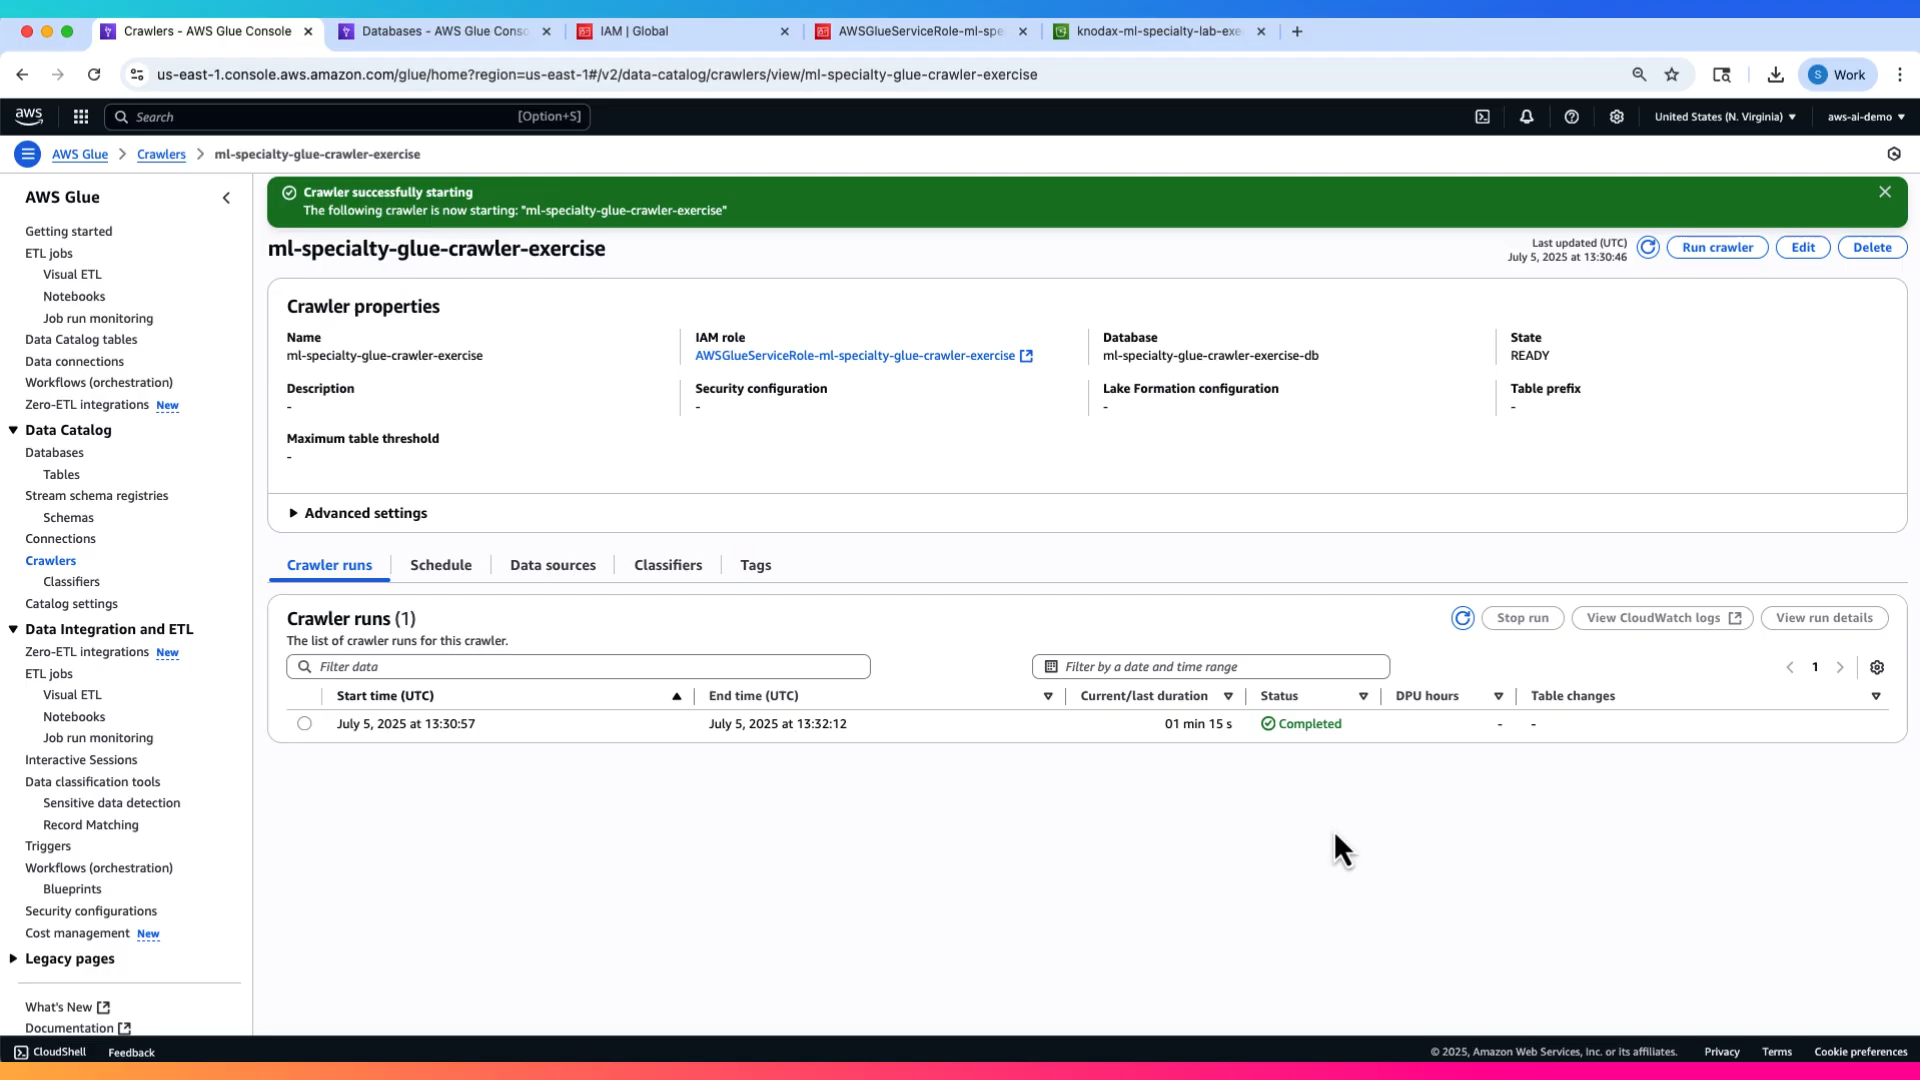 Crawlers - AWS Glue Console
Databases - AWS Glue Conso
IAM | Global
AWSGlueServiceRole-ml-spe
knodax-ml-specialty-lab-exe
us-east-1.console.aws.amazon.com/glue/home?region=us-east-1#/v2/data-catalog/crawlers/view/ml-specialty-glue-crawler-exercise
S Work
aws
Search [Option+S]
United States (N. Virginia)
aws-ai-demo
AWS Glue
Crawlers
ml-specialty-glue-crawler-exercise
AWS Glue
Getting started
ETL jobs
Visual ETL
Notebooks
Job run monitoring
Data Catalog tables
Data connections
Workflows (orchestration)
Zero-ETL integrations New
Data Catalog
Databases
Tables
Stream schema registries
Schemas
Connections
Crawlers
Classifiers
Catalog settings
Data Integration and ETL
Zero-ETL integrations New
ETL jobs
Visual ETL
Notebooks
Job run monitoring
Interactive Sessions
Data classification tools
Sensitive data detection
Record Matching
Triggers
Workflows (orchestration)
Blueprints
Security configurations
Cost management New
Legacy pages
What's New
Documentation
Crawler successfully starting
The following crawler is now starting: "ml-specialty-glue-crawler-exercise"
ml-specialty-glue-crawler-exercise
Last updated (UTC)
July 5, 2025 at 13:30:46
Run crawler
Edit
Delete
Crawler properties
Name
ml-specialty-glue-crawler-exercise
IAM role
AWSGlueServiceRole-ml-specialty-glue-crawler-exercise
Database
ml-specialty-glue-crawler-exercise-db
State
READY
Description
-
Security configuration
-
Lake Formation configuration
-
Table prefix
-
Maximum table threshold
-
Advanced settings
Crawler runs
Schedule
Data sources
Classifiers
Tags
Crawler runs (1)
The list of crawler runs for this crawler.
Stop run
View CloudWatch logs
View run details
Filter data
Filter by a date and time range
1
Start time (UTC)
End time (UTC)
Current/last duration
Status
DPU hours
Table changes
July 5, 2025 at 13:30:57
July 5, 2025 at 13:32:12
01 min 15 s
Completed
-
-
CloudShell
Feedback
© 2025, Amazon Web Services, Inc. or its affiliates.
Privacy
Terms
Cookie preferences